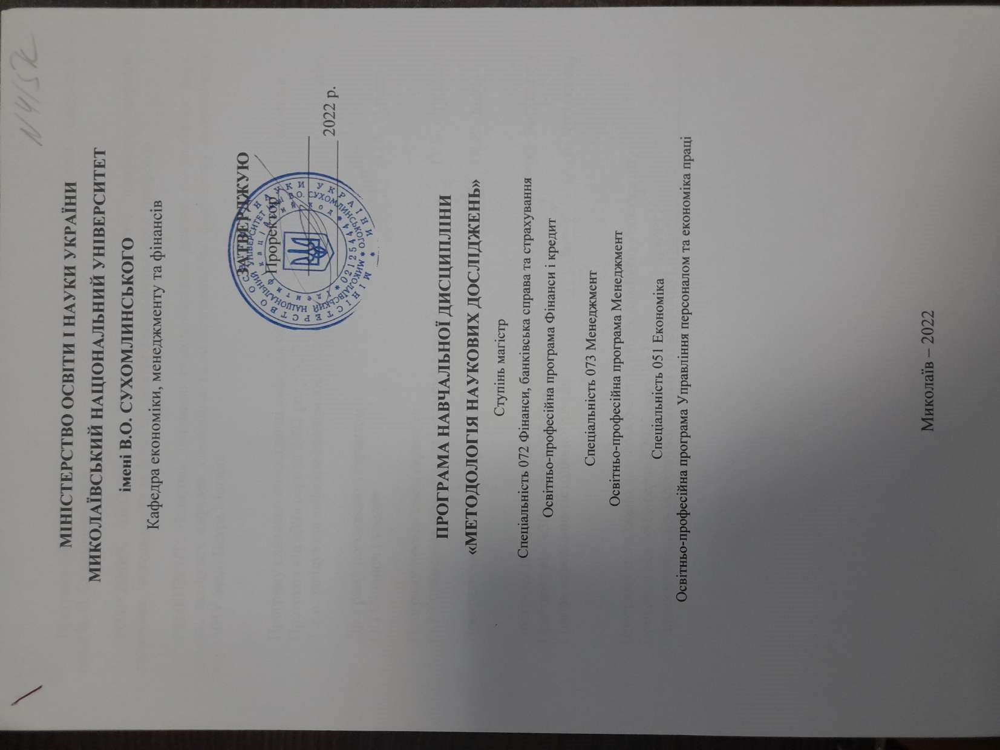 N4/5к
МІНІСТЕРСТВО ОСВІТИ І НАУКИ УКРАЇНИ
МИКОЛАЇВСЬКИЙ НАЦІОНАЛЬНИЙ УНІВЕРСИТЕТ
імені В.О. СУХОМЛИНСЬКОГО
Кафедра економіки, менеджменту та фінансів
ЗАТВЕРДЖУЮ
Проректор
2022 р.
МІНІСТЕРСТВО ОСВІТИ І НАУКИ УКРАЇНИ
МИКОЛАЇВСЬКИЙ НАЦІОНАЛЬНИЙ УНІВЕРСИТЕТ ІМЕНІ В.О. СУХОМЛИНСЬКОГО
Ідентифікаційний код 02125444
ПРОГРАМА НАВЧАЛЬНОЇ ДИСЦИПЛІНИ
«МЕТОДОЛОГІЯ НАУКОВИХ ДОСЛІДЖЕНЬ»
Ступінь магістр
Спеціальність 072 Фінанси, банківська справа та страхування
Освітньо-професійна програма Фінанси і кредит
Спеціальність 073 Менеджмент
Освітньо-професійна програма Менеджмент
Спеціальність 051 Економіка
Освітньо-професійна програма Управління персоналом та економіка праці
Миколаїв – 2022